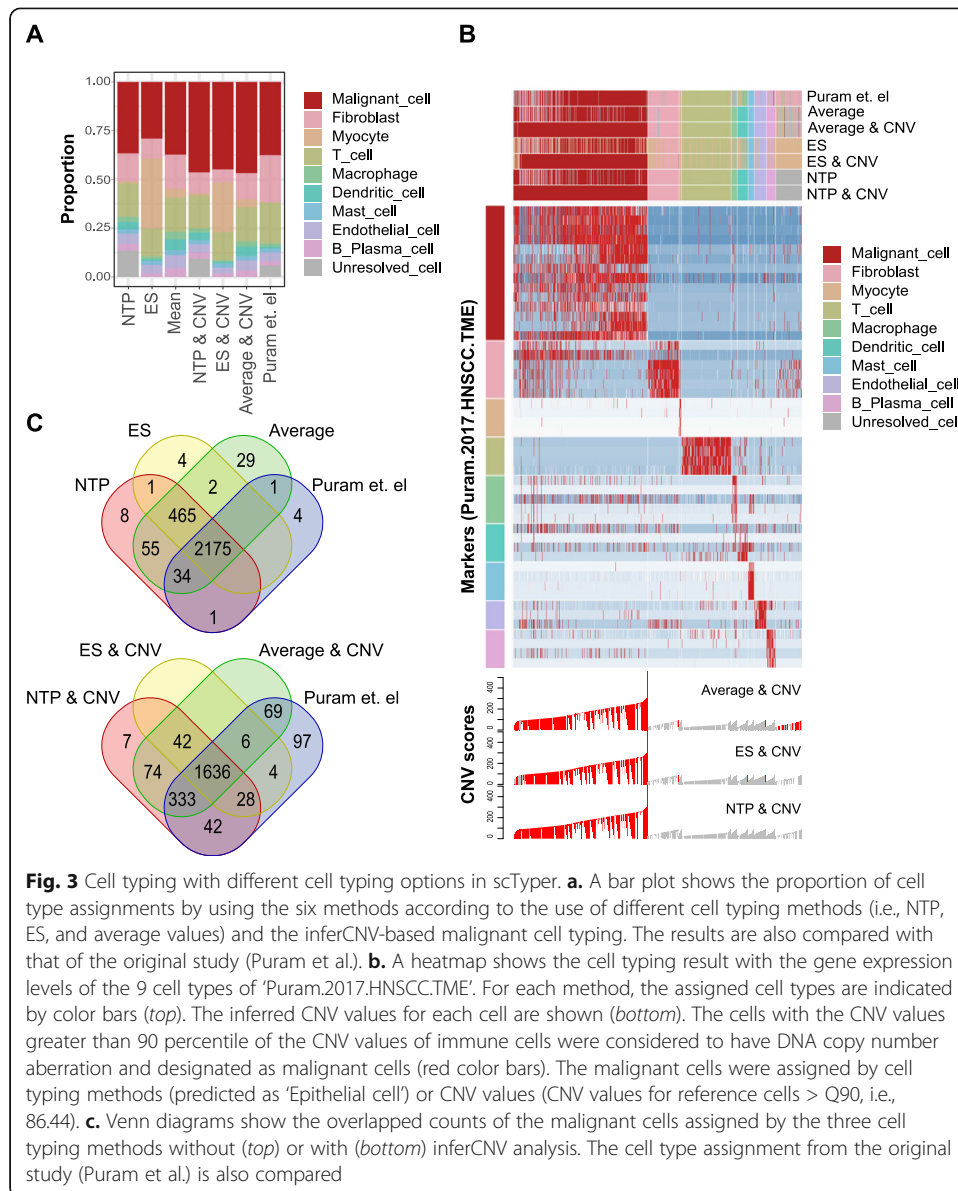 A
1.00
0.75
0.50
0.25
0.00
Proportion
NTP
ES
Mean
NTP & CNV
ES & CNV
Average & CNV
Puram et. el
Malignant_cell
Fibroblast
Myocyte
T_cell
Macrophage
Dendritic_cell
Mast_cell
Endothelial_cell
B_Plasma_cell
Unresolved_cell
B
Puram et. el
Average
Average & CNV
ES
ES & CNV
NTP
NTP & CNV
Markers (Puram.2017.HNSCC.TME)
Malignant_cell
Fibroblast
Myocyte
T_cell
Macrophage
Dendritic_cell
Mast_cell
Endothelial_cell
B_Plasma_cell
Unresolved_cell
CNV scores
400
200
0
Average & CNV
400
200
0
ES & CNV
400
200
0
NTP & CNV
C
ES
Average
NTP
Puram et. el
4
29
1
2
1
8
465
4
55
2175
34
1
ES & CNV
Average & CNV
NTP & CNV
Puram et. el
69
7
42
6
97
74
1636
4
333
28
42
Fig. 3 Cell typing with different cell typing options in scTyper. a. A bar plot shows the proportion of cell
type assignments by using the six methods according to the use of different cell typing methods (i.e., NTP,
ES, and average values) and the inferCNV-based malignant cell typing. The results are also compared with
that of the original study (Puram et al.). b. A heatmap shows the cell typing result with the gene expression
levels of the 9 cell types of 'Puram.2017.HNSCC.TME'. For each method, the assigned cell types are indicated
by color bars (top). The inferred CNV values for each cell are shown (bottom). The cells with the CNV values
greater than 90 percentile of the CNV values of immune cells were considered to have DNA copy number
aberration and designated as malignant cells (red color bars). The malignant cells were assigned by cell
typing methods (predicted as 'Epithelial cell') or CNV values (CNV values for reference cells > Q90, i.e.,
86.44). c. Venn diagrams show the overlapped counts of the malignant cells assigned by the three cell
typing methods without (top) or with (bottom) inferCNV analysis. The cell type assignment from the original
study (Puram et al.) is also compared